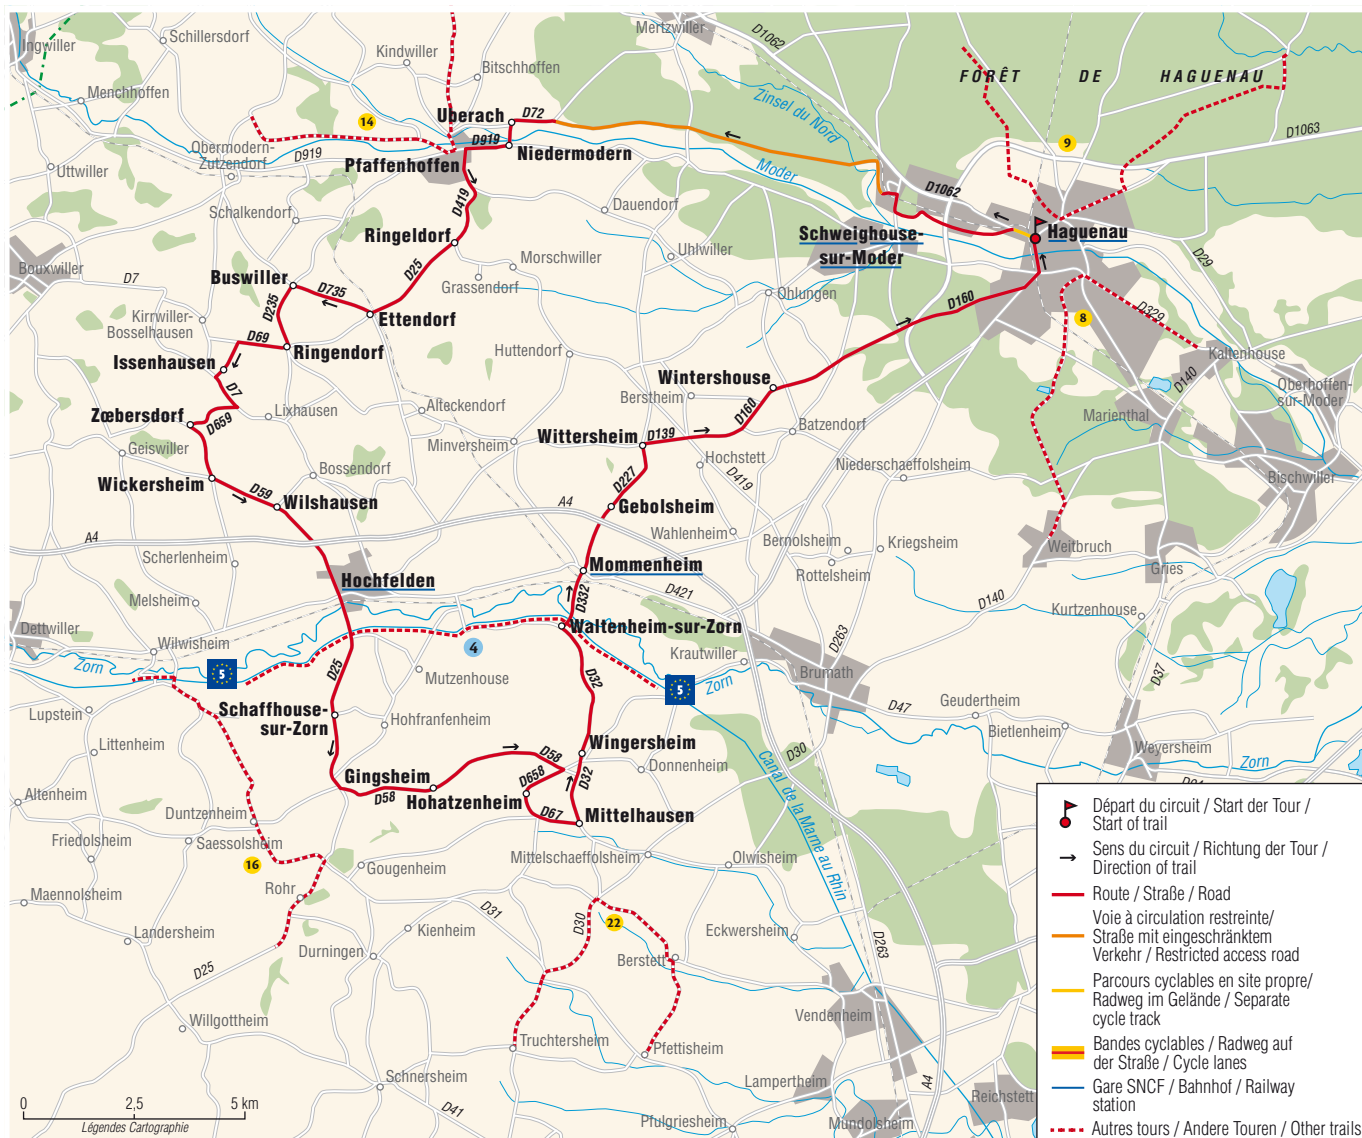 Ingwiller
Schillersdorf
Kindwiller
Mertzwiller
D1062
FORÊT DE HAGUENAU
Menchhoffen
Bitschhoffen
Zinsel du Nord
Uberach
D72
14
D919
Niedermodern
9
D1063
Obermodern-
Zutzendorf
D919
Pfaffenhoffen
Uttwiller
Moder
D1062
D419
Dauendorf
Schalkendorf
Schweighouse-
sur-Moder
Haguenau
Ringeldorf
Uhlwiller
Morschwiller
D29
Bouxwiller
D7
Buswiller
D25
Grassendorf
D735
Ohlungen
D160
D235
Ettendorf
8
D329
Kirrwiller-
Bosselhausen
D69
Ringendorf
Huttendorf
Kaltenhouse
Issenhausen
D7
Wintershouse
D140
Oberhoffen-
sur-Moder
Berstheim
Lixhausen
Alteckendorf
D160
Marienthal
Zœbersdorf
D659
Batzendorf
Minversheim
Wittersheim
D139
Geiswiller
Hochstett
Niederschaeffolsheim
Bossendorf
D419
Bischwiller
Wickersheim
D59
Wilshausen
D227
A4
Gebolsheim
A4
Wahlenheim
Bernolsheim
Kriegsheim
Weitbruch
Scherlenheim
Rottelsheim
Gries
Hochfelden
Mommenheim
Melsheim
D332
D421
D140
Kurtzenhouse
Dettwiller
Waltenheim-sur-Zorn
D263
Wilwisheim
4
Krautwiller
Zorn
5
D25
Mutzenhouse
D32
5
Zorn
Brumath
D37
Lupstein
Schaffhouse-
sur-Zorn
Hohfranfenheim
D47
Geudertheim
Bietlenheim
Littenheim
Wingersheim
D30
Weyersheim
Gingsheim
D58
Donnenheim
Canal de la Marne au Rhin
Zorn
D58
D658
D32
Altenheim
Hohatzenheim
D67
Mittelhausen
Duntzenheim
Friedolsheim
Saessolsheim
Mittelschaeffolsheim
Olwisheim
16
Gougenheim
Rohr
Maennolsheim
D31
D30
22
Landersheim
Kienheim
Eckwersheim
D263
Durningen
Berstett
D25
Willgottheim
Vendenheim
Truchtersheim
Pfettisheim
Schnersheim
Lampertheim
A4
Reichstett
D41
Pfulgriesheim
Mundolsheim
0 2,5 5 km
Légendes Cartographie
Départ du circuit / Start der Tour /
Start of trail
Sens du circuit / Richtung der Tour /
Direction of trail
Route / Straße / Road
Voie à circulation restreinte/
Straße mit eingeschränktem
Verkehr / Restricted access road
Parcours cyclables en site propre/
Radweg im Gelände / Separate
cycle track
Bandes cyclables / Radweg auf
der Straße / Cycle lanes
Gare SNCF / Bahnhof / Railway
station
Autres tours / Andere Touren / Other trails